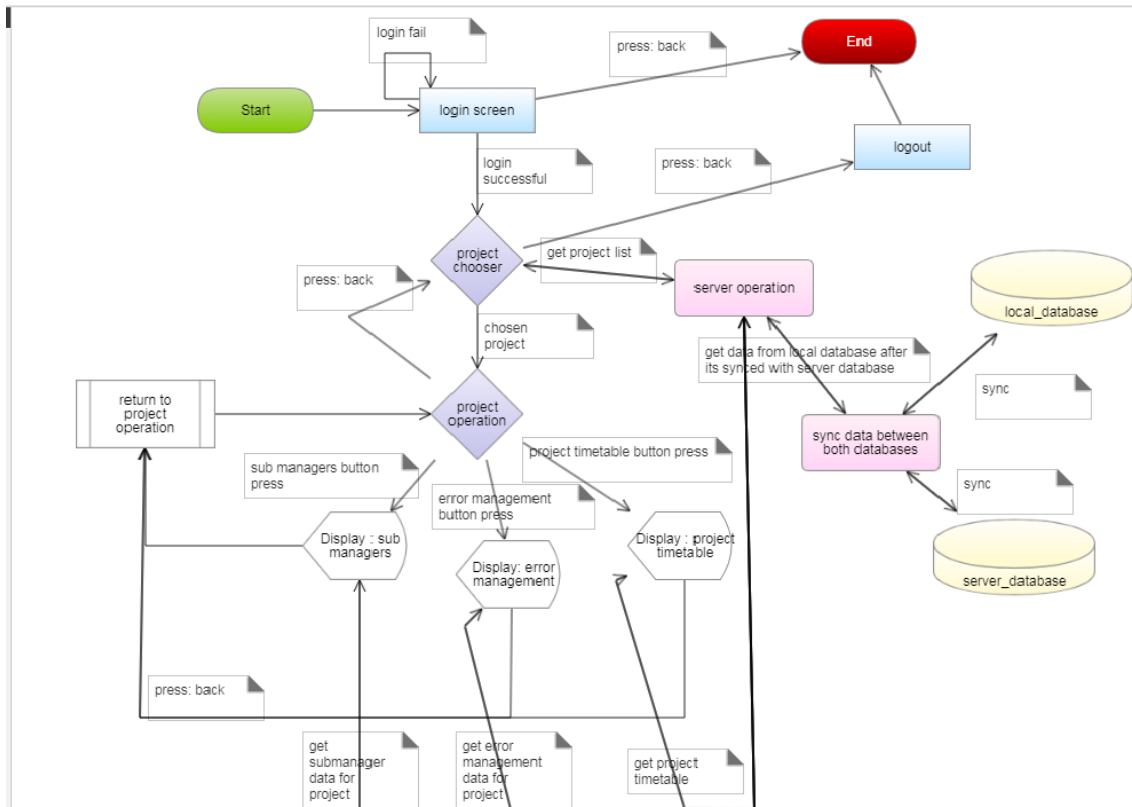 login fail
End
press: back
Start
login screen
logout
login
successful
press: back
project
chooser
get project list
press: back
server operation
local_database
chosen
project
get data from local database after
its synced with server database
sync
return to
project
operation
project
operation
sync data between
both databases
project timetable button press
sub managers button
press
error management
button press
sync
Display : sub
managers
Display: error
management
Display : project
timetable
server_database
press: back
get
submanager
data for
project
get error
management
data for
project
get project
timetable